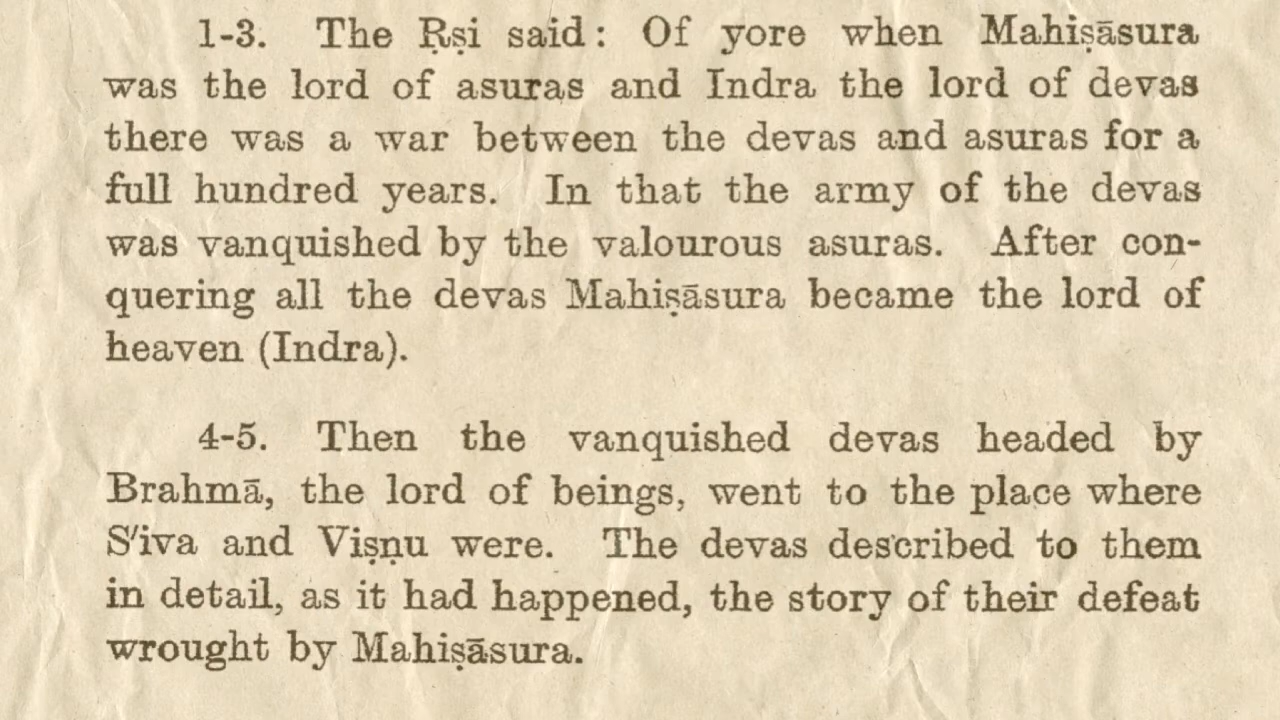 1-3. The Ṛṣi said: Of yore when Mahiṣāsura
was the lord of asuras and Indra the lord of devas
there was a war between the devas and asuras for a
full hundred years. In that the army of the devas
was vanquished by the valourous asuras. After con-
quering all the devas Mahiṣāsura became the lord of
heaven (Indra).
4-5. Then the vanquished devas headed by
Brahmā, the lord of beings, went to the place where
S'iva and Viṣṇu were. The devas described to them
in detail, as it had happened, the story of their defeat
wrought by Mahiṣāsura.